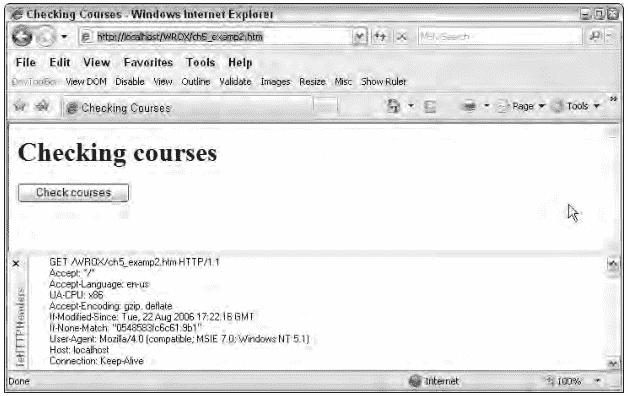 Checking Courses - Windows Internet Explorer
http://localhost/WROX/ch5_examp2.htm
MSN Search
File Edit View Favorites Tools Help
DevToolBar View DOM Disable View Outline Validate Images Resize Misc Show Ruler
Checking Courses
Page Tools
Checking courses
Check courses
GET /WROX/ch5_examp2.htm HTTP/1.1
Accept: "/"
Accept-Language: en-us
UA-CPU: x86
Accept-Encoding: gzip, deflate
If-Modified-Since: Tue, 22 Aug 2006 17:22:18 GMT
If-None-Match: "0548583fc6c61:9b1"
User-Agent: Mozilla/4.0 (compatible; MSIE 7.0; Windows NT 5.1)
Host: localhost
Connection: Keep-Alive
ieHTTPHeaders
Done
Internet
100%